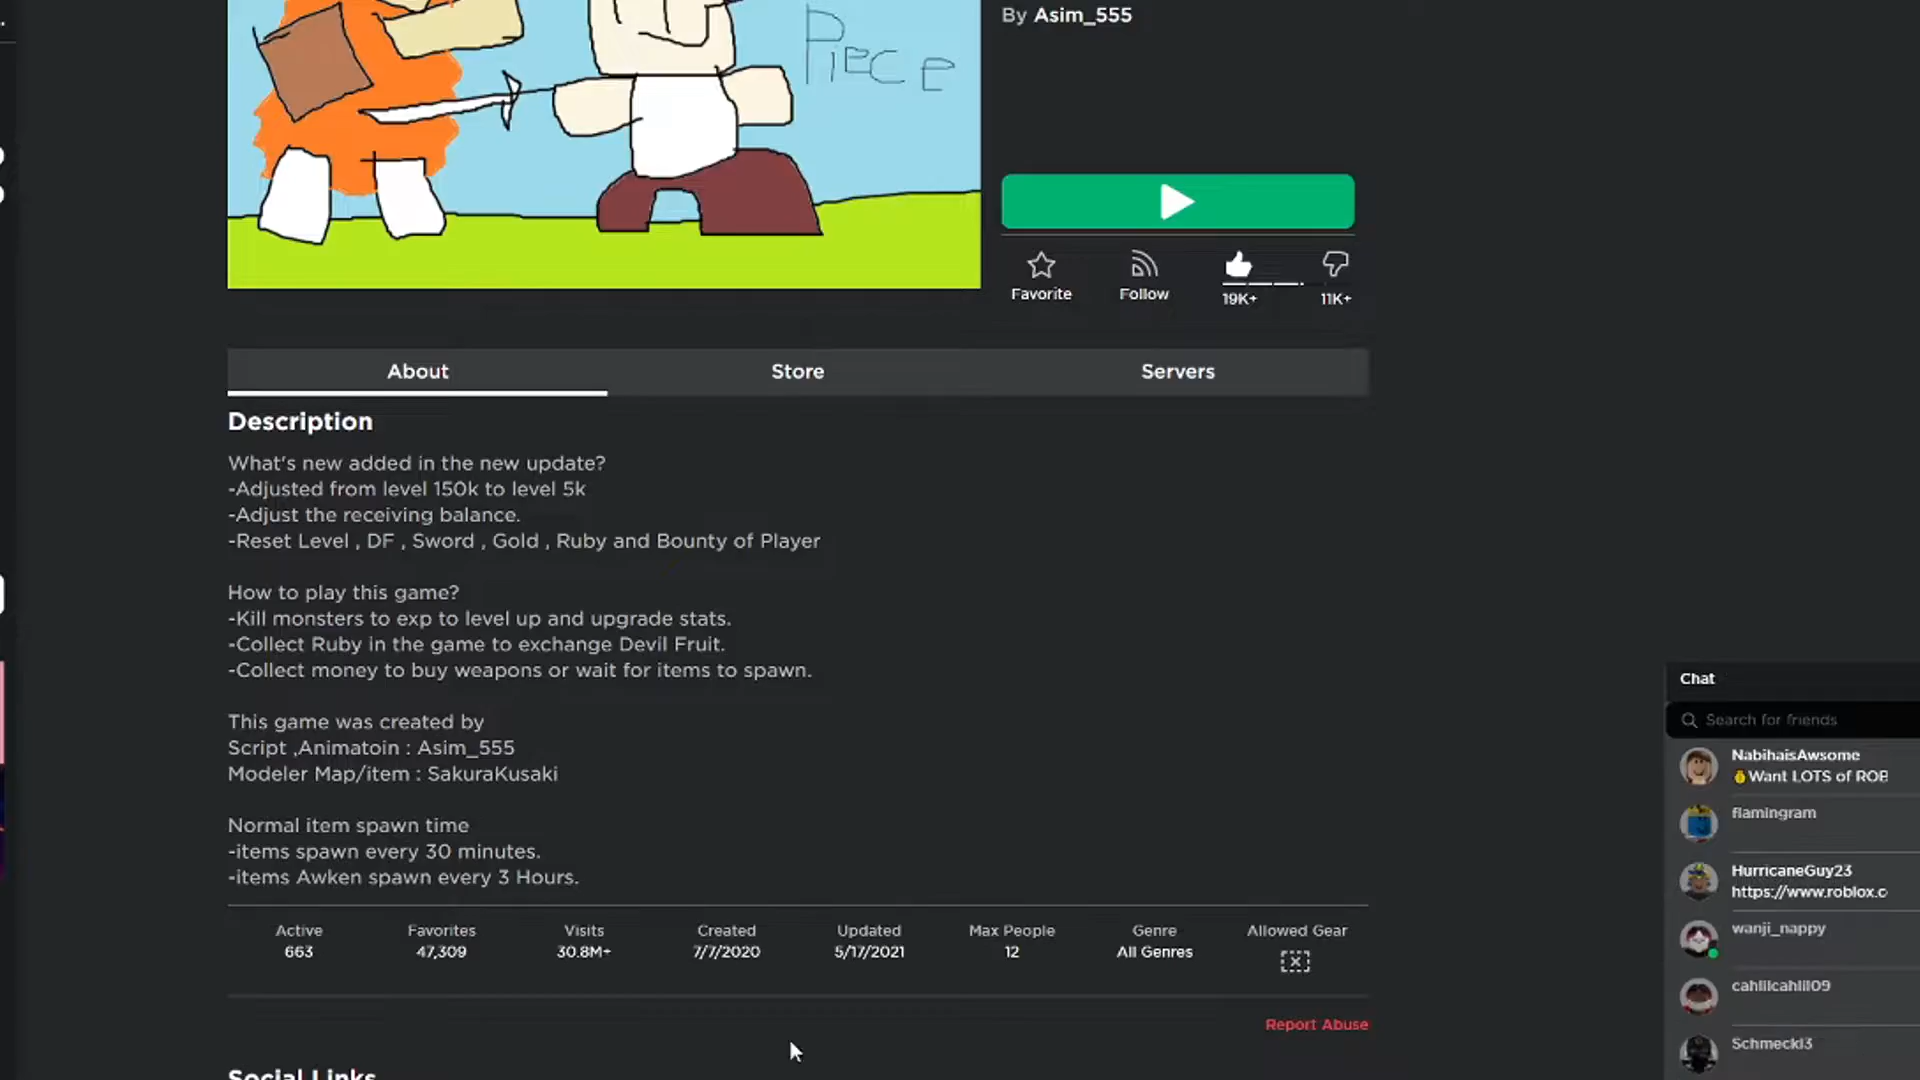 Piece
By Asim_555
Favorite
Follow
19K+
11K+
About
Store
Servers
Description
What's new added in the new update?
-Adjusted from level 150k to level 5k
-Adjust the receiving balance.
-Reset Level , DF , Sword , Gold , Ruby and Bounty of Player
How to play this game?
-Kill monsters to exp to level up and upgrade stats.
-Collect Ruby in the game to exchange Devil Fruit.
-Collect money to buy weapons or wait for items to spawn.
This game was created by
Script ,Animatoin : Asim_555
Modeler Map/item : SakuraKusaki
Normal item spawn time
-items spawn every 30 minutes.
-items Awken spawn every 3 Hours.
Active
Favorites
Visits
Created
Updated
Max People
Genre
Allowed Gear
663
47,309
30.8M+
7/7/2020
5/17/2021
12
All Genres
Report Abuse
Social Links
Chat
Search for friends
NabihaisAwsome
Want LOTS of ROB
flamingram
HurricaneGuy23
https://www.roblox.c
wanji_nappy
Schmeckl3